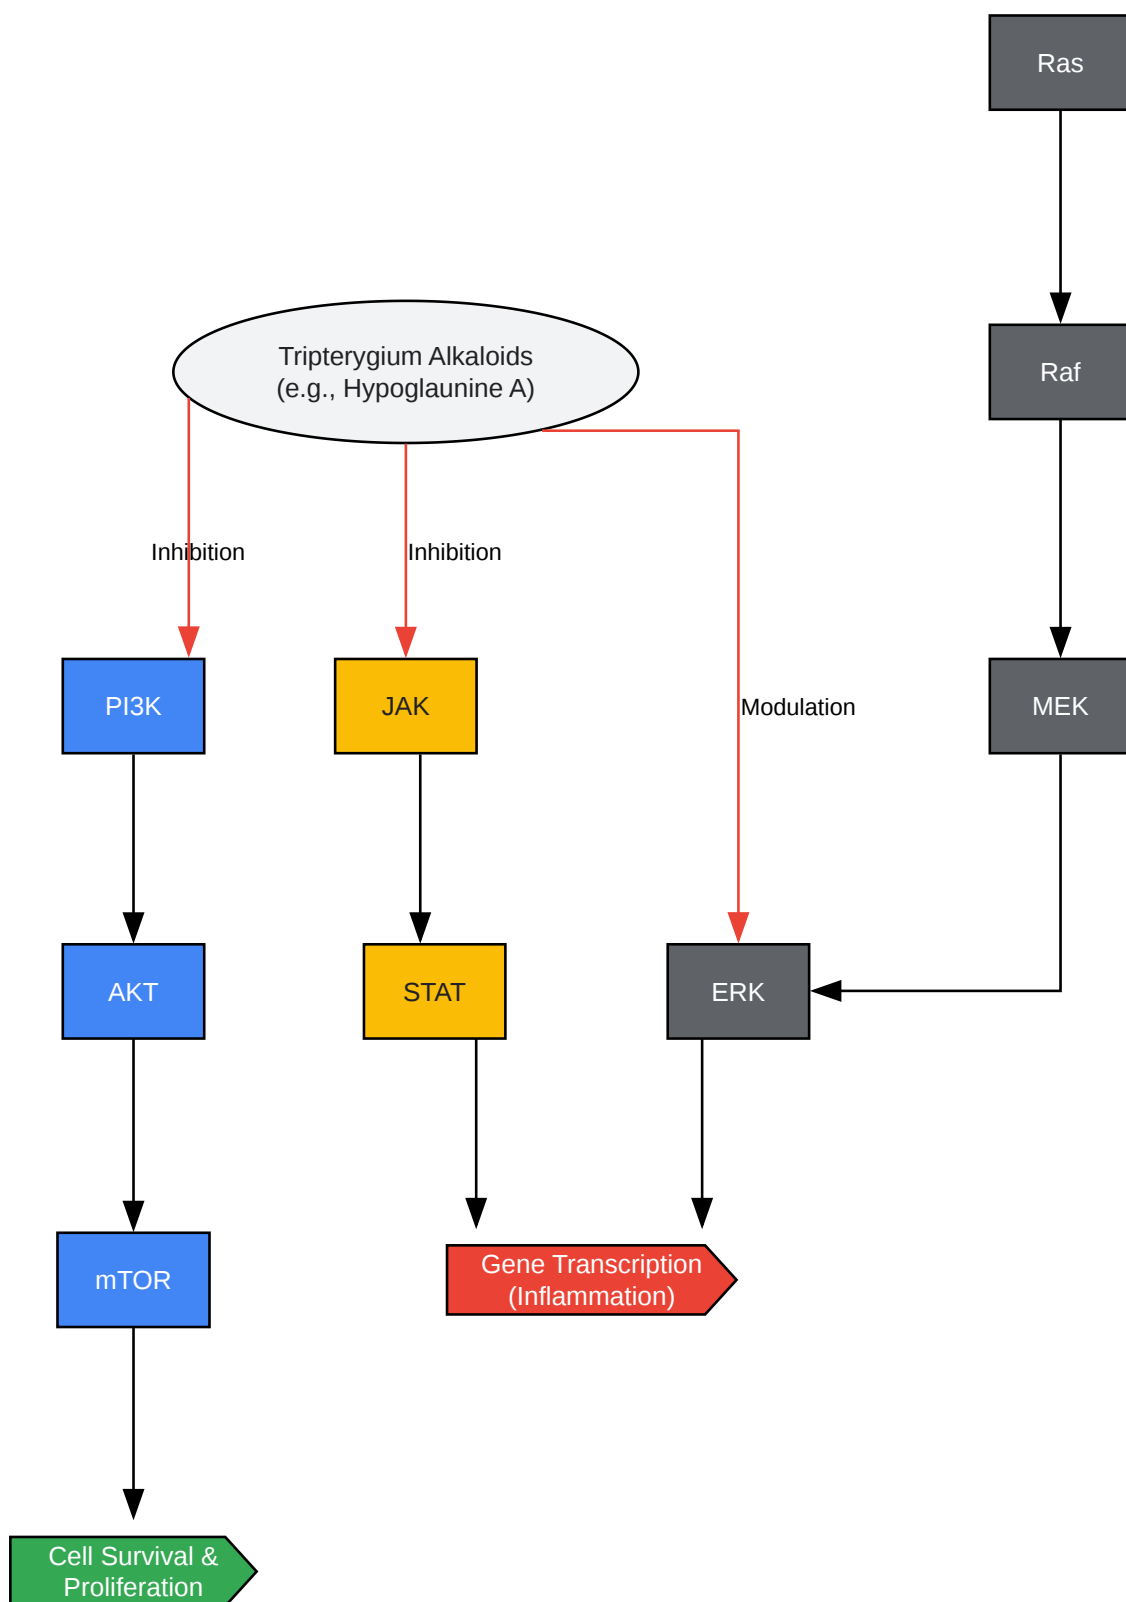 Ras
Tripterygium Alkaloids
(e.g., Hypoglaunine A)
Raf
Inhibition
Inhibition
PI3K
JAK
Modulation
MEK
AKT
STAT
ERK
mTOR
Gene Transcription
(Inflammation)
Cell Survival &
Proliferation